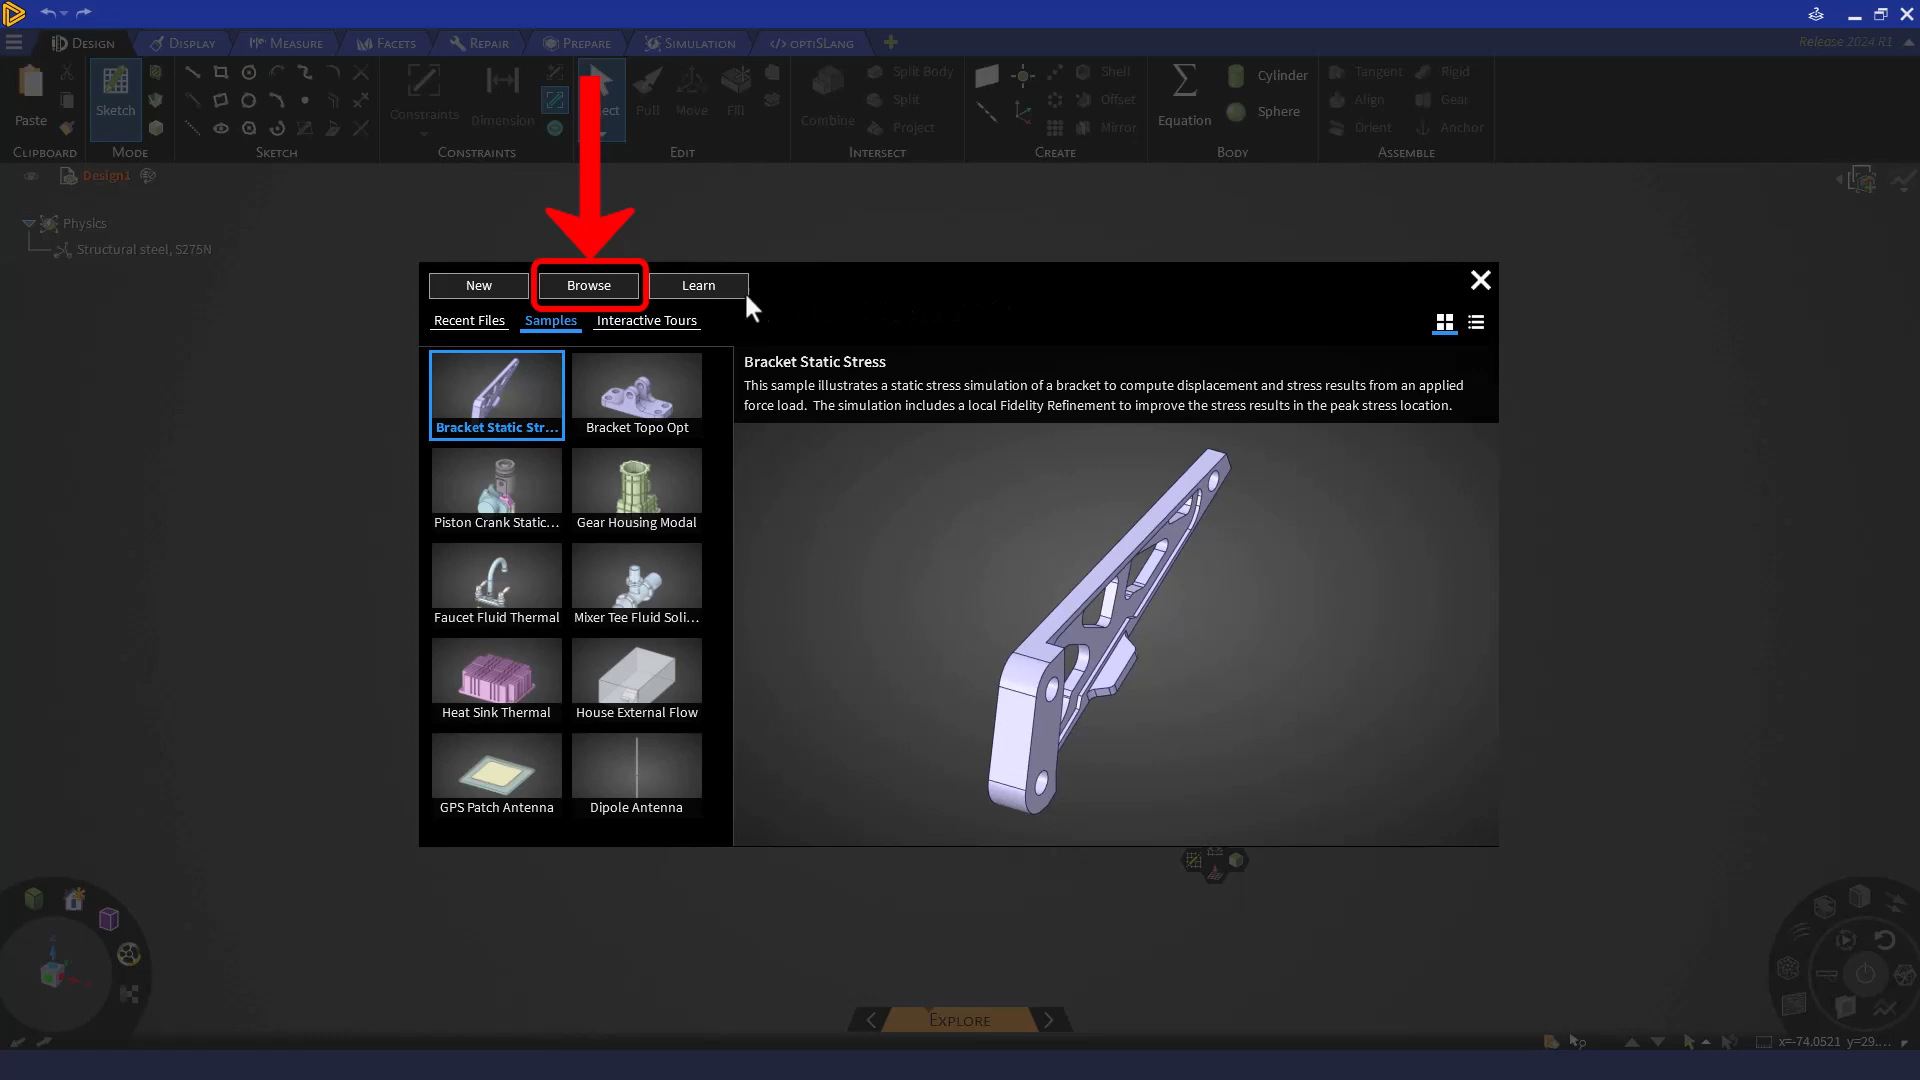 DESIGN
DISPLAY
MEASURE
FACETS
REPAIR
PREPARE
SIMULATION
OPTISLANG
Release 2024 R1
Paste
Sketch
Constraints
Dimension
Pull
Move
Fill
Combine
Split Body
Split
Project
Shell
Offset
Mirror
Equation
Cylinder
Sphere
Tangent
Align
Orient
Rigid
Gear
Anchor
CLIPBOARD
MODE
SKETCH
CONSTRAINTS
EDIT
INTERSECT
CREATE
BODY
ASSEMBLE
Design1
Physics
Structural steel, S275N
New
Browse
Learn
Recent Files
Samples
Interactive Tours
Bracket Static Str...
Bracket Topo Opt
Piston Crank Static...
Gear Housing Modal
Faucet Fluid Thermal
Mixer Tee Fluid Soli...
Heat Sink Thermal
House External Flow
GPS Patch Antenna
Dipole Antenna
Bracket Static Stress
This sample illustrates a static stress simulation of a bracket to compute displacement and stress results from an applied
force load. The simulation includes a local Fidelity Refinement to improve the stress results in the peak stress location.
EXPLORE
x=-74.0521 y=29....